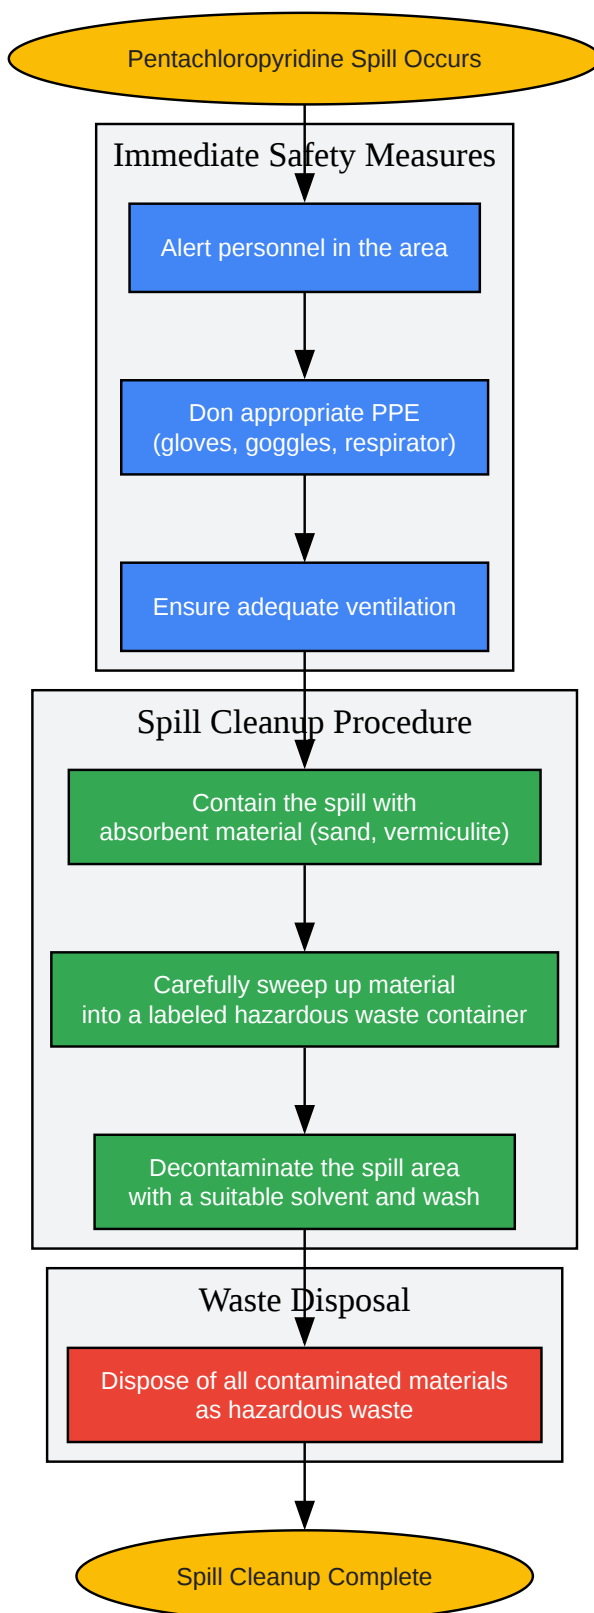 Pentachloropyridine Spill Occurs
Immediate Safety Measures
Alert personnel in the area
Don appropriate PPE
(gloves, goggles, respirator)
Ensure adequate ventilation
Spill Cleanup Procedure
Contain the spill with
absorbent material (sand, vermiculite)
Carefully sweep up material
into a labeled hazardous waste container
Decontaminate the spill area
with a suitable solvent and wash
Waste Disposal
Dispose of all contaminated materials
as hazardous waste
Spill Cleanup Complete